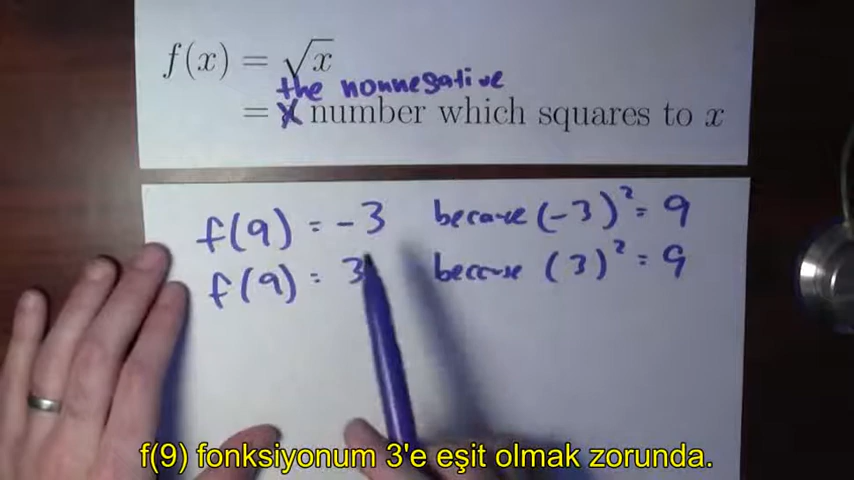 f(x) = √x
the nonnegative
= X number which squares to x
f(9) = -3 because (-3)² = 9
f(9) = 3 because (3)² = 9
f(9) fonksiyonum 3'e eşit olmak zorunda.